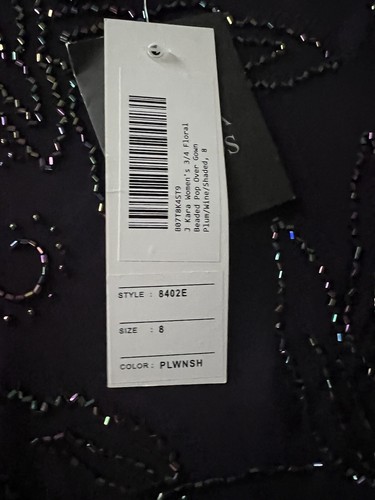 B07T8K4ST9
J Kara Women's 3/4 Floral
Beaded Pop Over Gown
Plum/Wine/Shaded, 8
S
STYLE : 8402E
SIZE : 8
COLOR : PLWNSH